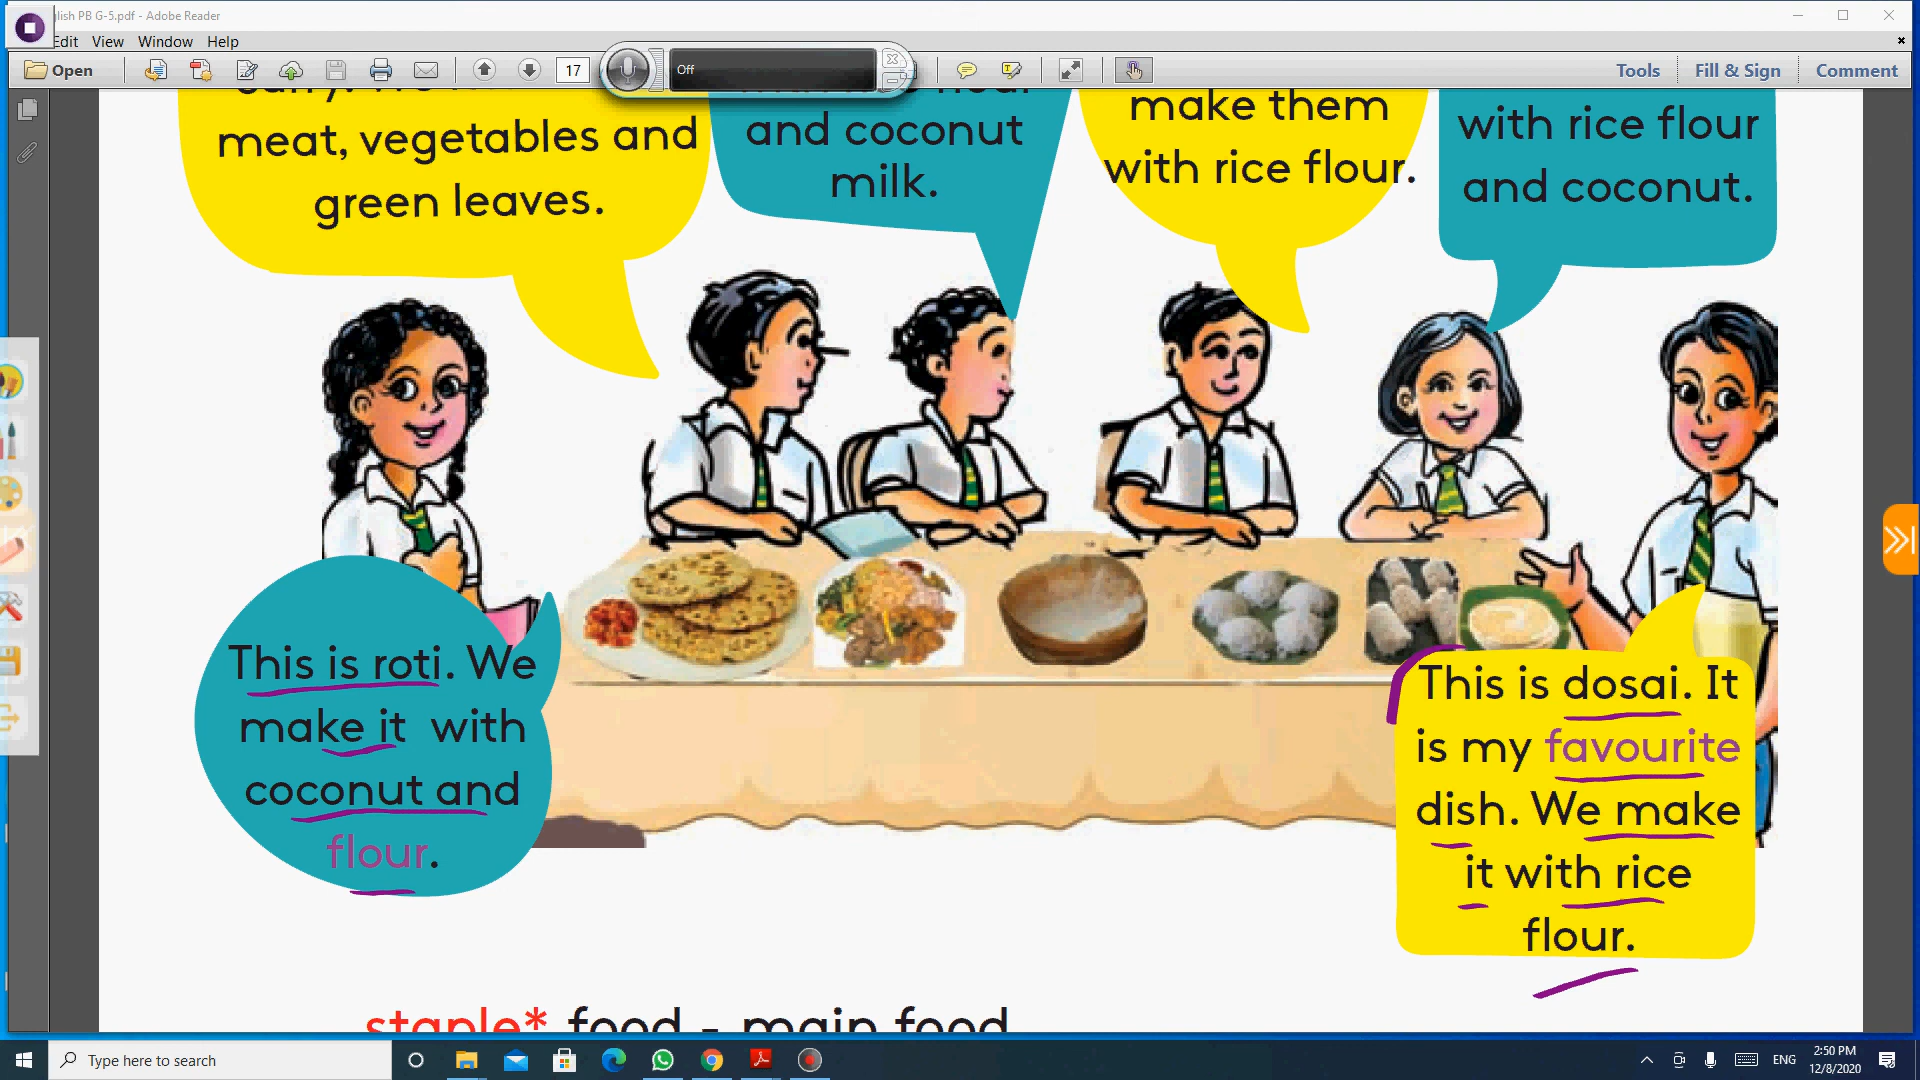 glish PB G-5.pdf - Adobe Reader
Edit View Window Help
Open 17 Off Tools Fill & Sign Comment
meat, vegetables and
green leaves.
and coconut
milk.
make them
with rice flour.
with rice flour
and coconut.
This is roti. We
make it with
coconut and
flour.
This is dosai. It
is my favourite
dish. We make
it with rice
flour.
staple* food - main food
Type here to search
ENG
2:50 PM
12/8/2020